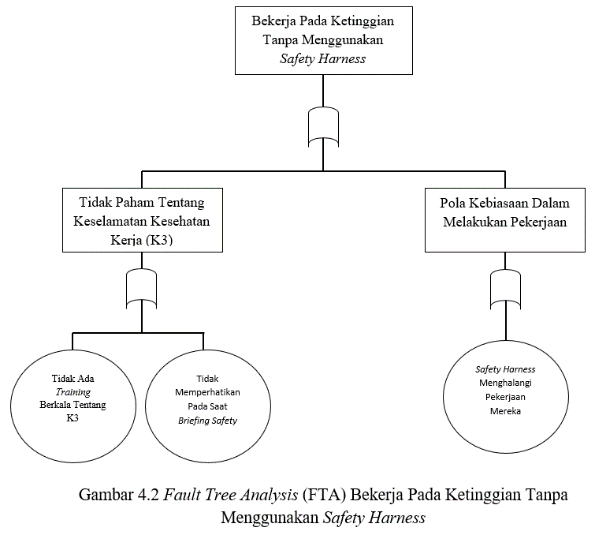 Bekerja Pada Ketinggian
Tanpa Menggunakan
Safety Harness
Tidak Paham Tentang
Keselamatan Kesehatan
Kerja (K3)
Pola Kebiasaan Dalam
Melakukan Pekerjaan
Tidak Ada
Training
Berkala Tentang
K3
Tidak
Memperhatikan
Pada Saat
Briefing Safety
Safety Harness
Menghalangi
Pekerjaan
Mereka
Gambar 4.2 Fault Tree Analysis (FTA) Bekerja Pada Ketinggian Tanpa
Menggunakan Safety Harness